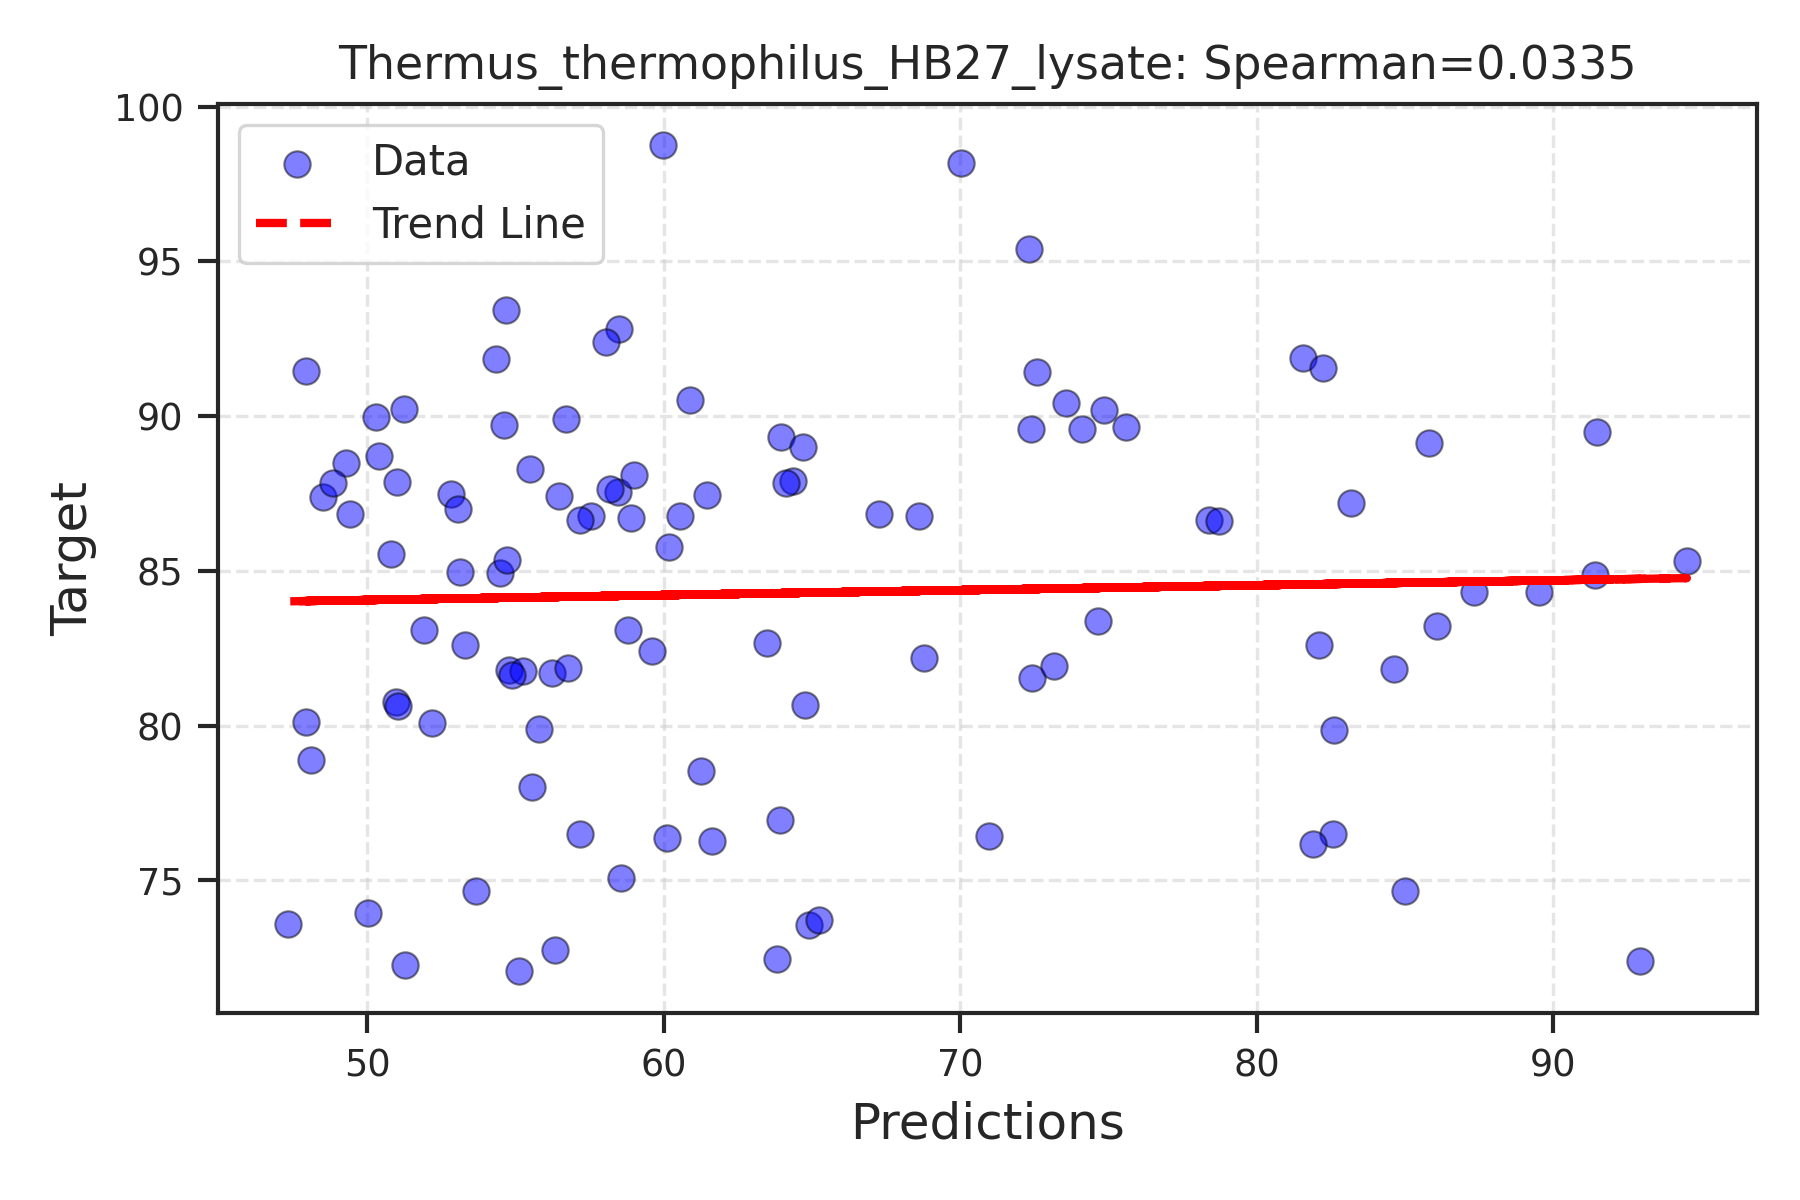 Thermus_thermophilus_HB27_lysate: Spearman=0.0335
100
95
90
85
80
75
Target
Data
Trend Line
50 60 70 80 90
Predictions